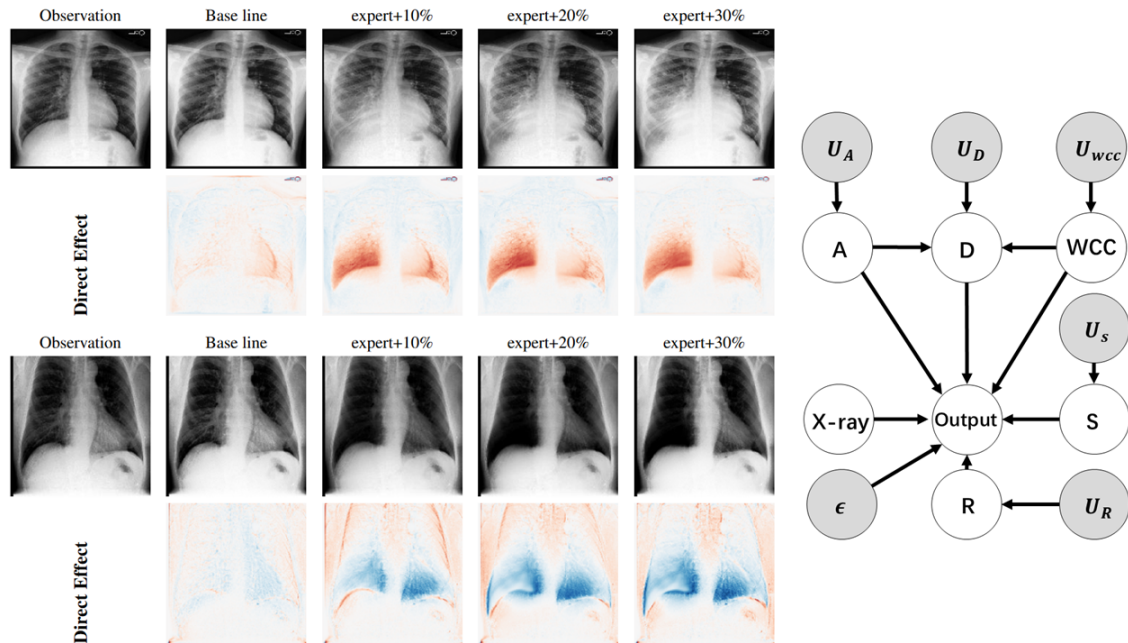 Observation Base line expert+10% expert+20% expert+30%
Direct Effect
Observation Base line expert+10% expert+20% expert+30%
Direct Effect
U_A U_D U_wcc
A D WCC
U_s
X-ray Output S
ϵ R U_R